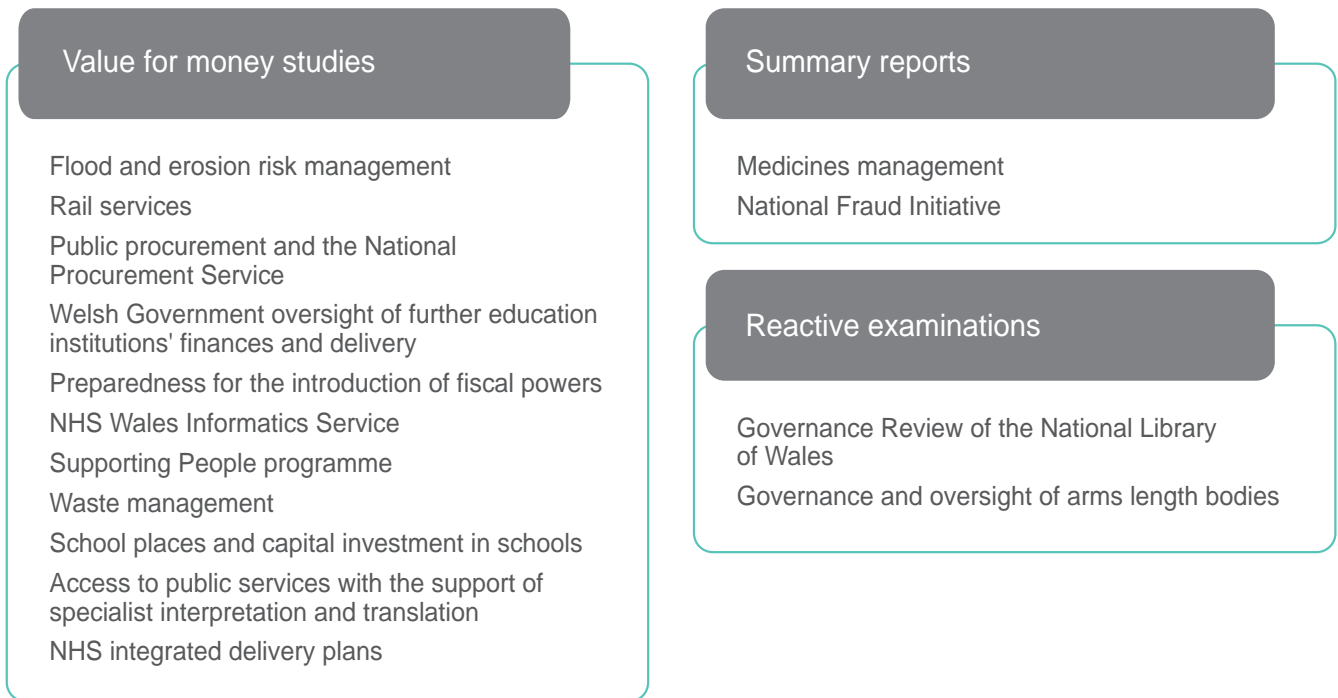 Value for money studies
Flood and erosion risk management
Rail services
Public procurement and the National
Procurement Service
Welsh Government oversight of further education
institutions' finances and delivery
Preparedness for the introduction of fiscal powers
NHS Wales Informatics Service
Supporting People programme
Waste management
School places and capital investment in schools
Access to public services with the support of
specialist interpretation and translation
NHS integrated delivery plans
Summary reports
Medicines management
National Fraud Initiative
Reactive examinations
Governance Review of the National Library
of Wales
Governance and oversight of arms length bodies